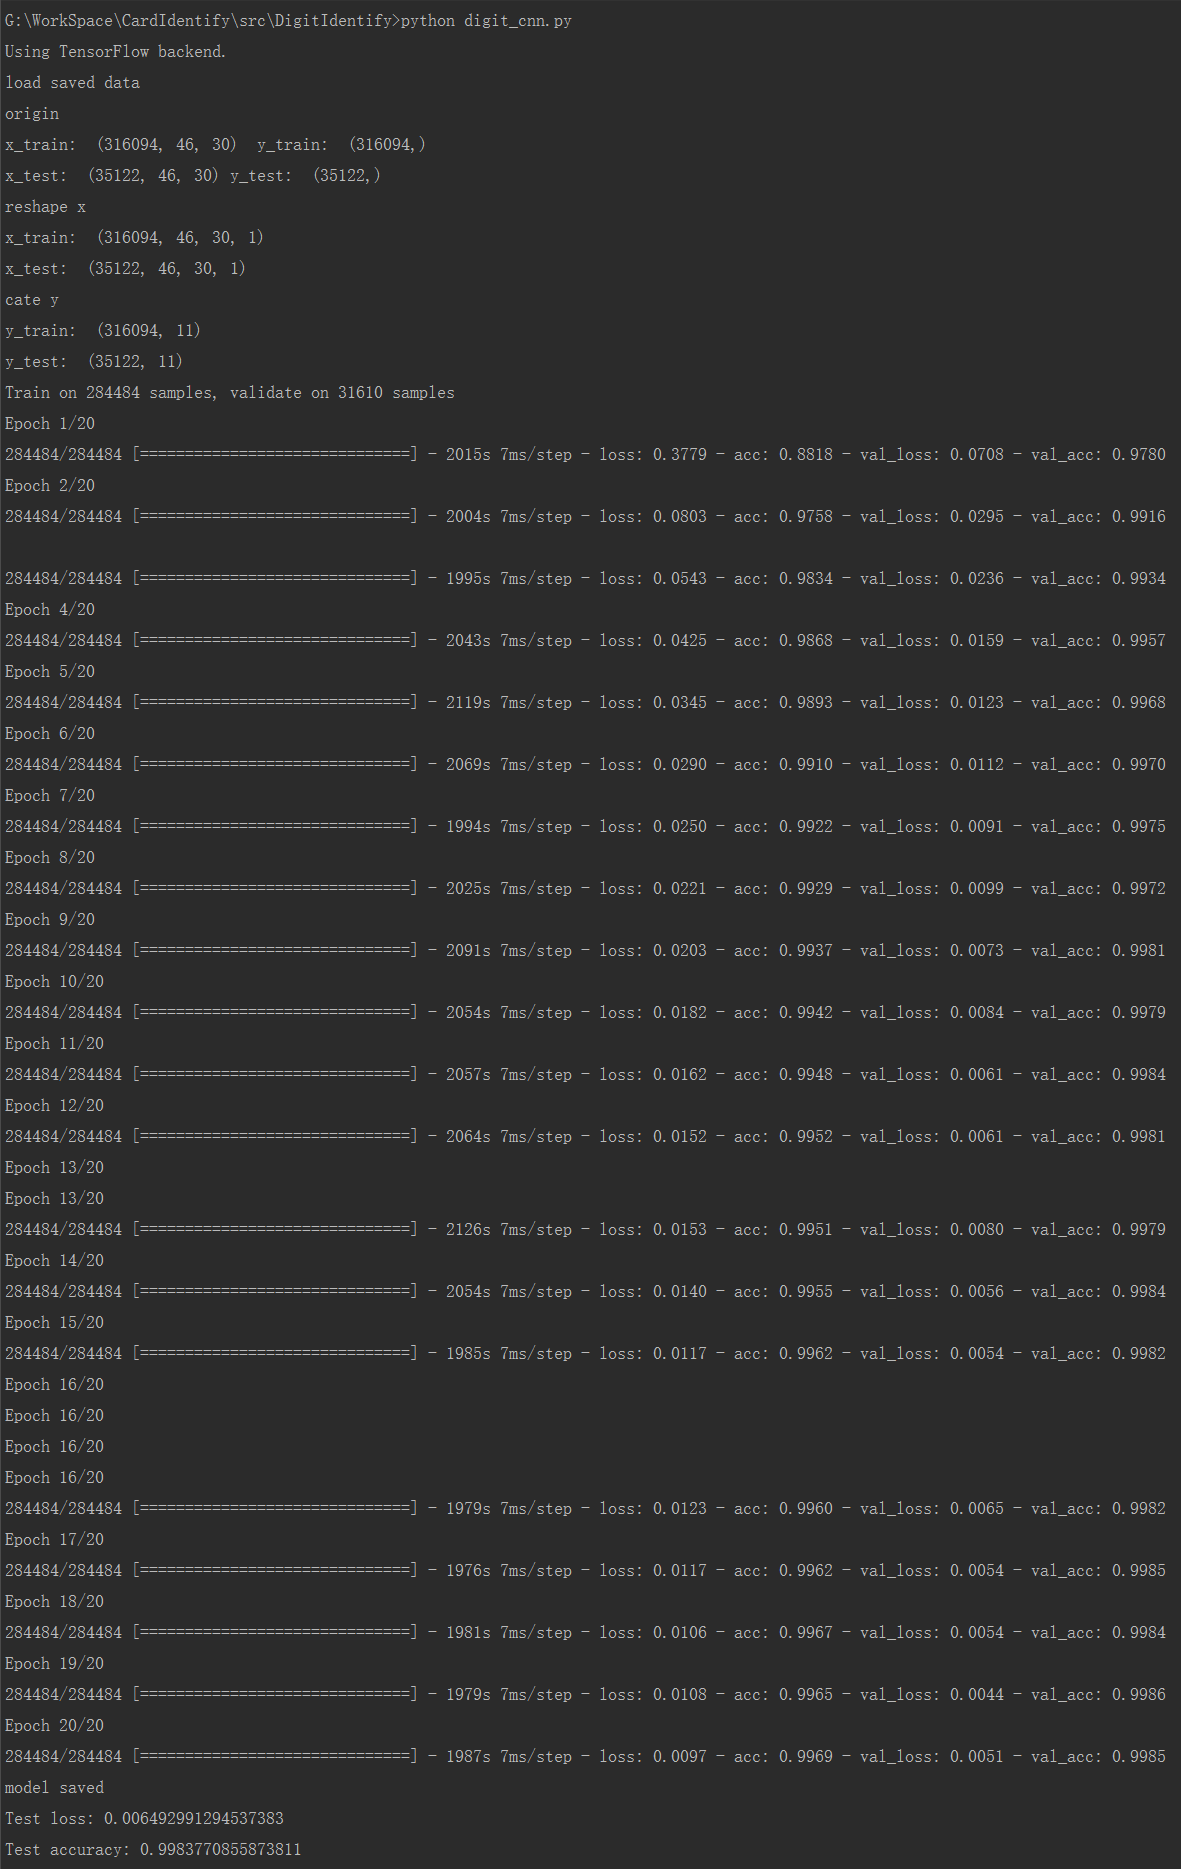 G:\WorkSpace\CardIdentify\src\DigitIdentify>python digit_cnn.py
Using TensorFlow backend.
load saved data
origin
x_train:  (316094, 46, 30)  y_train:  (316094,)
x_test:  (35122, 46, 30) y_test:  (35122,)
reshape x
x_train:  (316094, 46, 30, 1)
x_test:  (35122, 46, 30, 1)
cate y
y_train:  (316094, 11)
y_test:  (35122, 11)
Train on 284484 samples, validate on 31610 samples
Epoch 1/20
284484/284484 [==============================] - 2015s 7ms/step - loss: 0.3779 - acc: 0.8818 - val_loss: 0.0708 - val_acc: 0.9780
Epoch 2/20
284484/284484 [==============================] - 2004s 7ms/step - loss: 0.0803 - acc: 0.9758 - val_loss: 0.0295 - val_acc: 0.9916
284484/284484 [==============================] - 1995s 7ms/step - loss: 0.0543 - acc: 0.9834 - val_loss: 0.0236 - val_acc: 0.9934
Epoch 4/20
284484/284484 [==============================] - 2043s 7ms/step - loss: 0.0425 - acc: 0.9868 - val_loss: 0.0159 - val_acc: 0.9957
Epoch 5/20
284484/284484 [==============================] - 2119s 7ms/step - loss: 0.0345 - acc: 0.9893 - val_loss: 0.0123 - val_acc: 0.9968
Epoch 6/20
284484/284484 [==============================] - 2069s 7ms/step - loss: 0.0290 - acc: 0.9910 - val_loss: 0.0112 - val_acc: 0.9970
Epoch 7/20
284484/284484 [==============================] - 1994s 7ms/step - loss: 0.0250 - acc: 0.9922 - val_loss: 0.0091 - val_acc: 0.9975
Epoch 8/20
284484/284484 [==============================] - 2025s 7ms/step - loss: 0.0221 - acc: 0.9929 - val_loss: 0.0099 - val_acc: 0.9972
Epoch 9/20
284484/284484 [==============================] - 2091s 7ms/step - loss: 0.0203 - acc: 0.9937 - val_loss: 0.0073 - val_acc: 0.9981
Epoch 10/20
284484/284484 [==============================] - 2054s 7ms/step - loss: 0.0182 - acc: 0.9942 - val_loss: 0.0084 - val_acc: 0.9979
Epoch 11/20
284484/284484 [==============================] - 2057s 7ms/step - loss: 0.0162 - acc: 0.9948 - val_loss: 0.0061 - val_acc: 0.9984
Epoch 12/20
284484/284484 [==============================] - 2064s 7ms/step - loss: 0.0152 - acc: 0.9952 - val_loss: 0.0061 - val_acc: 0.9981
Epoch 13/20
Epoch 13/20
284484/284484 [==============================] - 2126s 7ms/step - loss: 0.0153 - acc: 0.9951 - val_loss: 0.0080 - val_acc: 0.9979
Epoch 14/20
284484/284484 [==============================] - 2054s 7ms/step - loss: 0.0140 - acc: 0.9955 - val_loss: 0.0056 - val_acc: 0.9984
Epoch 15/20
284484/284484 [==============================] - 1985s 7ms/step - loss: 0.0117 - acc: 0.9962 - val_loss: 0.0054 - val_acc: 0.9982
Epoch 16/20
Epoch 16/20
Epoch 16/20
Epoch 16/20
284484/284484 [==============================] - 1979s 7ms/step - loss: 0.0123 - acc: 0.9960 - val_loss: 0.0065 - val_acc: 0.9982
Epoch 17/20
284484/284484 [==============================] - 1976s 7ms/step - loss: 0.0117 - acc: 0.9962 - val_loss: 0.0054 - val_acc: 0.9985
Epoch 18/20
284484/284484 [==============================] - 1981s 7ms/step - loss: 0.0106 - acc: 0.9967 - val_loss: 0.0054 - val_acc: 0.9984
Epoch 19/20
284484/284484 [==============================] - 1979s 7ms/step - loss: 0.0108 - acc: 0.9965 - val_loss: 0.0044 - val_acc: 0.9986
Epoch 20/20
284484/284484 [==============================] - 1987s 7ms/step - loss: 0.0097 - acc: 0.9969 - val_loss: 0.0051 - val_acc: 0.9985
model saved
Test loss: 0.006492991294537383
Test accuracy: 0.9983770855873811